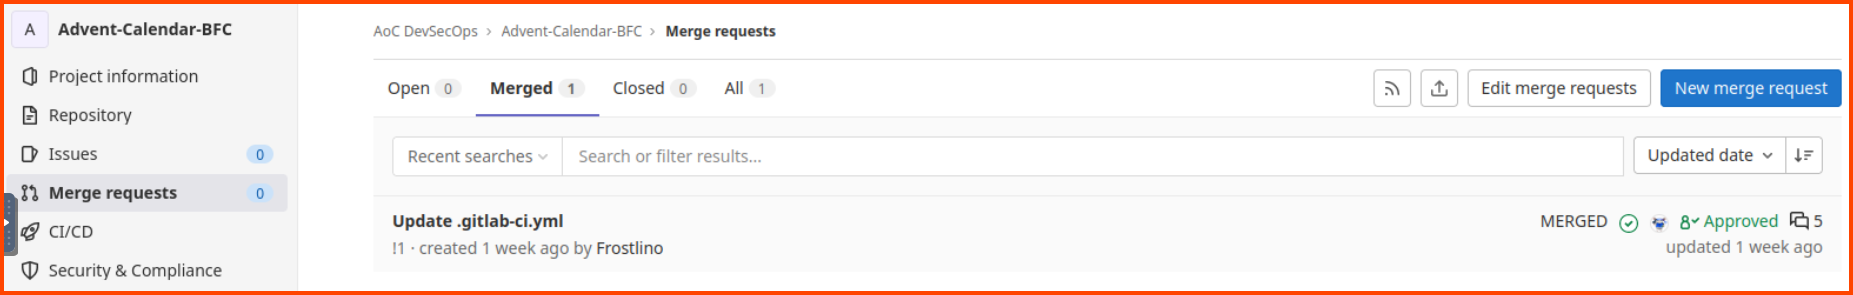 A Advent-Calendar-BFC
Project information
Repository
Issues 0
Merge requests 0
CI/CD
Security & Compliance
AoC DevSecOps › Advent-Calendar-BFC › Merge requests
Open 0 Merged 1 Closed 0 All 1 Edit merge requests New merge request
Recent searches Search or filter results... Updated date
Update .gitlab-ci.yml MERGED Approved 5
!1 · created 1 week ago by Frostlino updated 1 week ago